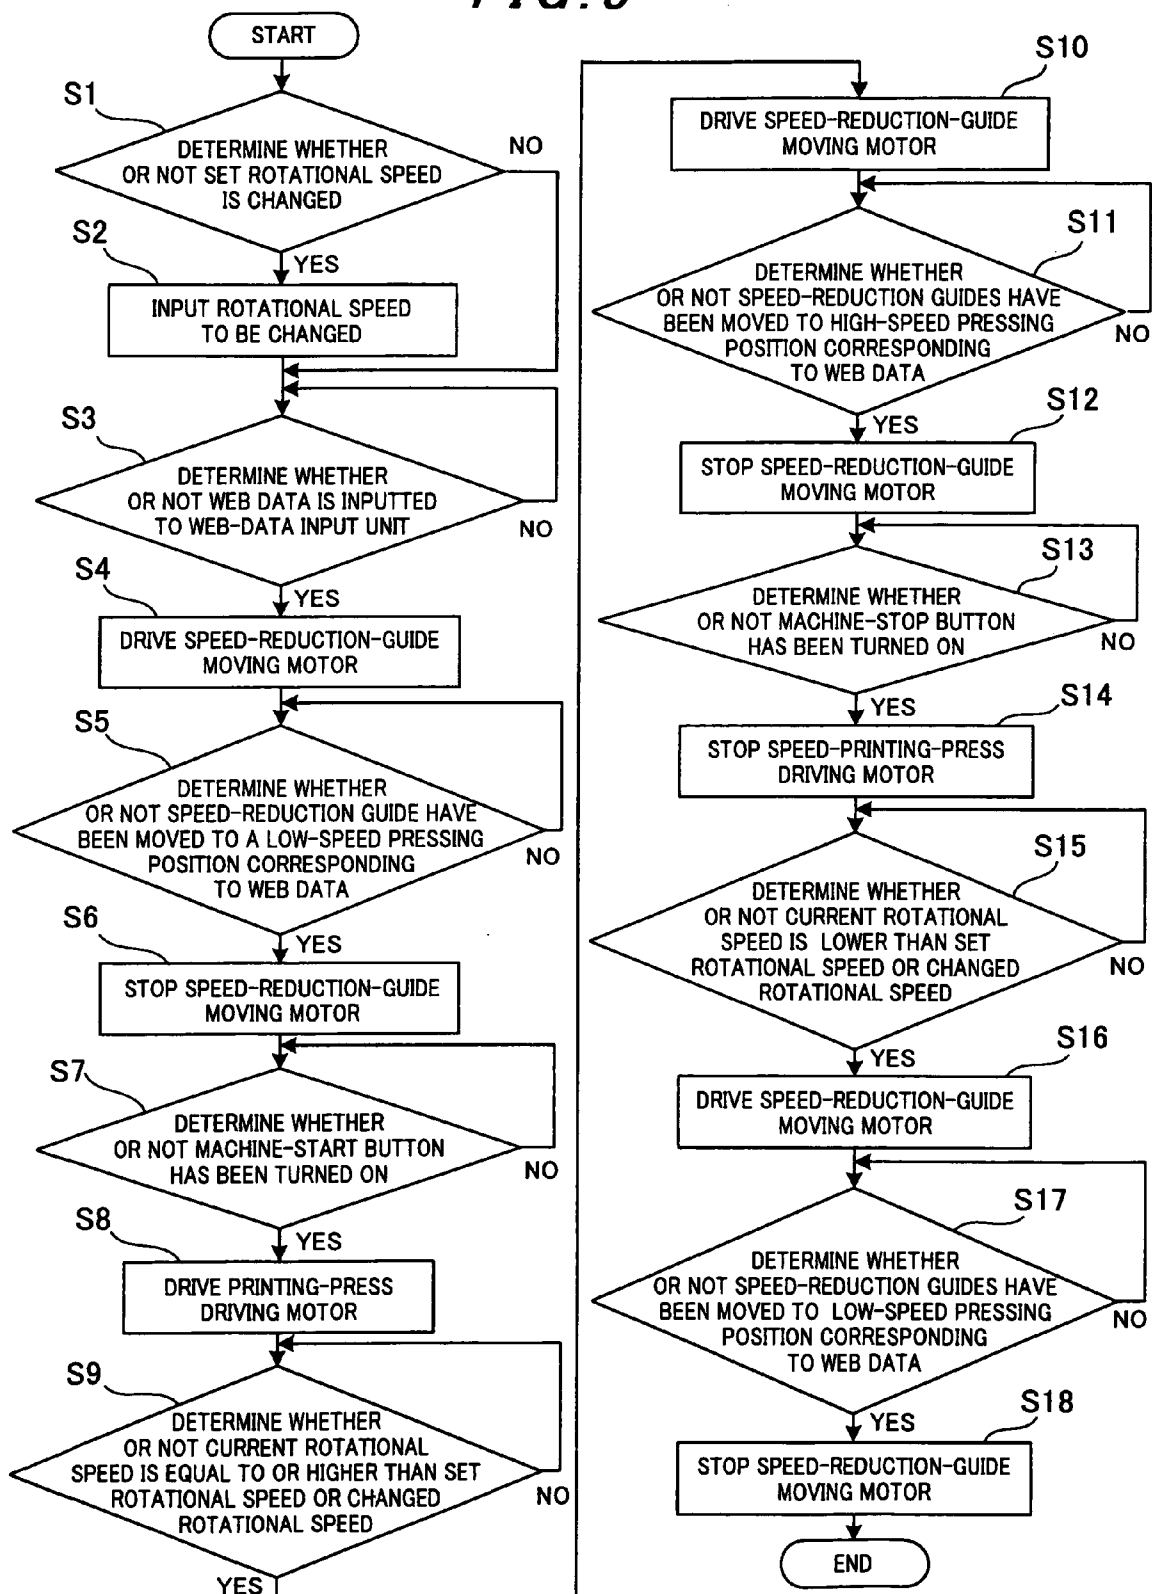 START
S1
DETERMINE WHETHER
OR NOT SET ROTATIONAL SPEED
IS CHANGED
NO
YES
S2
INPUT ROTATIONAL SPEED
TO BE CHANGED
S3
DETERMINE WHETHER
OR NOT WEB DATA IS INPUTTED
TO WEB-DATA INPUT UNIT
NO
YES
S4
DRIVE SPEED-REDUCTION-GUIDE
MOVING MOTOR
S5
DETERMINE WHETHER
OR NOT SPEED-REDUCTION GUIDE HAVE
BEEN MOVED TO A LOW-SPEED PRESSING
POSITION CORRESPONDING
TO WEB DATA
NO
YES
S6
STOP SPEED-REDUCTION-GUIDE
MOVING MOTOR
S7
DETERMINE WHETHER
OR NOT MACHINE-START BUTTON
HAS BEEN TURNED ON
NO
YES
S8
DRIVE PRINTING-PRESS
DRIVING MOTOR
S9
DETERMINE WHETHER
OR NOT CURRENT ROTATIONAL
SPEED IS EQUAL TO OR HIGHER THAN SET
ROTATIONAL SPEED OR CHANGED
ROTATIONAL SPEED
NO
YES
S10
DRIVE SPEED-REDUCTION-GUIDE
MOVING MOTOR
S11
DETERMINE WHETHER
OR NOT SPEED-REDUCTION GUIDES HAVE
BEEN MOVED TO HIGH-SPEED PRESSING
POSITION CORRESPONDING
TO WEB DATA
NO
YES
S12
STOP SPEED-REDUCTION-GUIDE
MOVING MOTOR
S13
DETERMINE WHETHER
OR NOT MACHINE-STOP BUTTON
HAS BEEN TURNED ON
NO
YES
S14
STOP SPEED-PRINTING-PRESS
DRIVING MOTOR
S15
DETERMINE WHETHER
OR NOT CURRENT ROTATIONAL
SPEED IS LOWER THAN SET
ROTATIONAL SPEED OR CHANGED
ROTATIONAL SPEED
NO
YES
S16
DRIVE SPEED-REDUCTION-GUIDE
MOVING MOTOR
S17
DETERMINE WHETHER
OR NOT SPEED-REDUCTION GUIDES HAVE
BEEN MOVED TO LOW-SPEED PRESSING
POSITION CORRESPONDING
TO WEB DATA
NO
YES
S18
STOP SPEED-REDUCTION-GUIDE
MOVING MOTOR
END